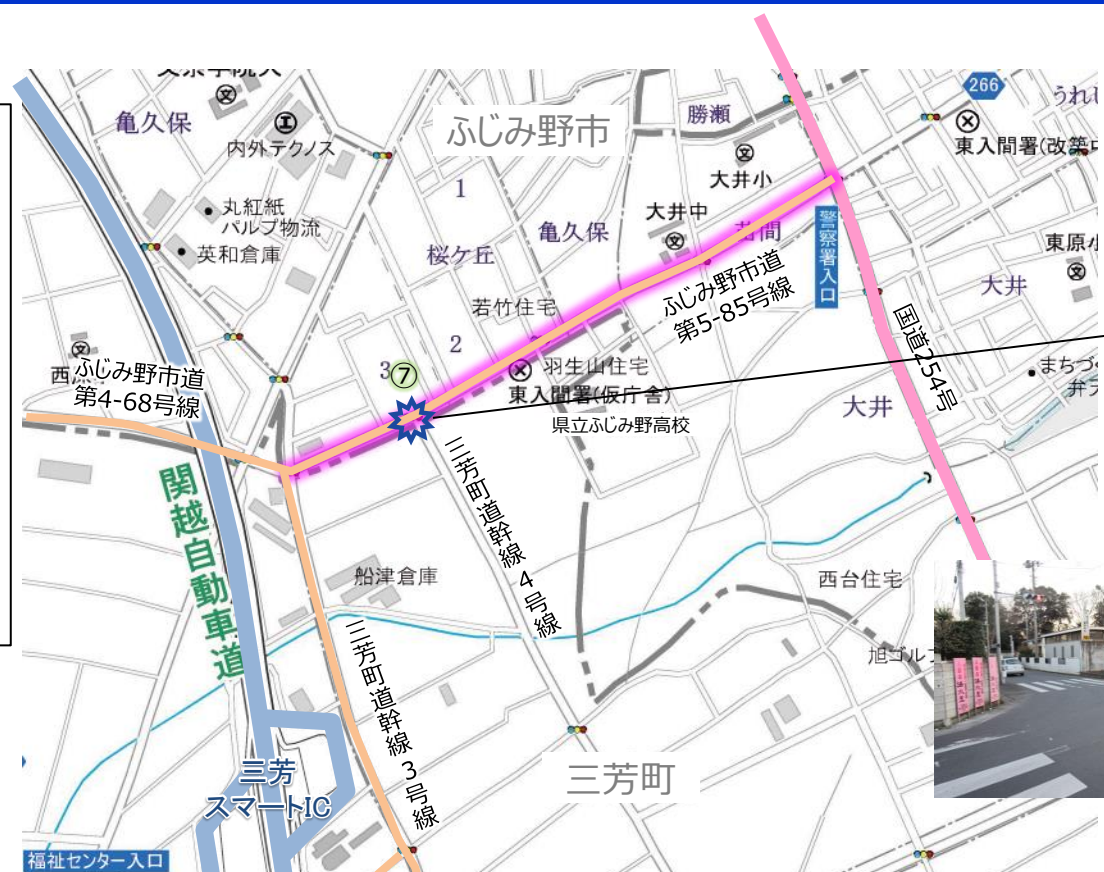 亀久保
内外テクノス
丸紅紙
パルプ物流
英和倉庫
ふじみ野市
1
桜ケ丘
亀久保
若竹住宅
2
3
⑦
勝瀬
大井小
大井中
苗間
266
東入間署(改築中
警察署入口
ふじみ野市道
第5-85号線
大井
国道254号
羽生山住宅
東入間署(仮庁舎)
県立ふじみ野高校
大井
ふじみ野市道
第4-68号線
関越自動車道
船津倉庫
三芳町道幹線4号線
三芳町道幹線3号線
西台住宅
三芳町
三芳
スマートIC
福祉センター入口